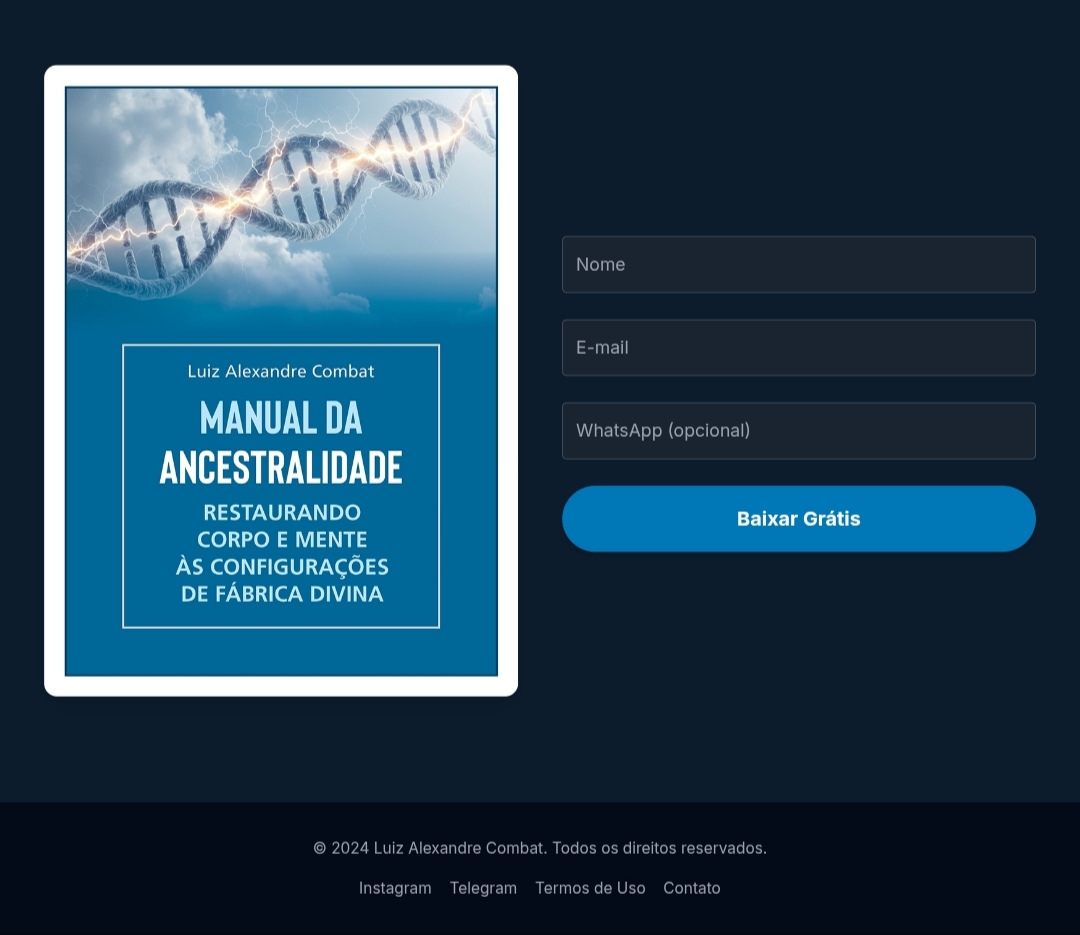 Luiz Alexandre Combat
MANUAL DA
ANCESTRALIDADE
RESTAURANDO
CORPO E MENTE
ÀS CONFIGURAÇÕES
DE FÁBRICA DIVINA
Nome
E-mail
WhatsApp (opcional)
Baixar Grátis
© 2024 Luiz Alexandre Combat. Todos os direitos reservados.
Instagram Telegram Termos de Uso Contato